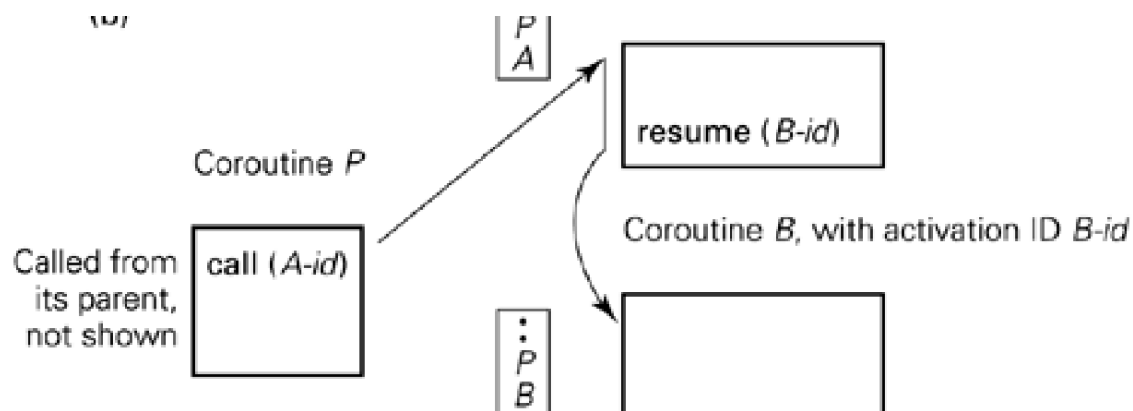 P
A
resume (B-id)
Coroutine P
Coroutine B, with activation ID B-id
Called from
its parent,
not shown
call (A-id)
⋮
P
B